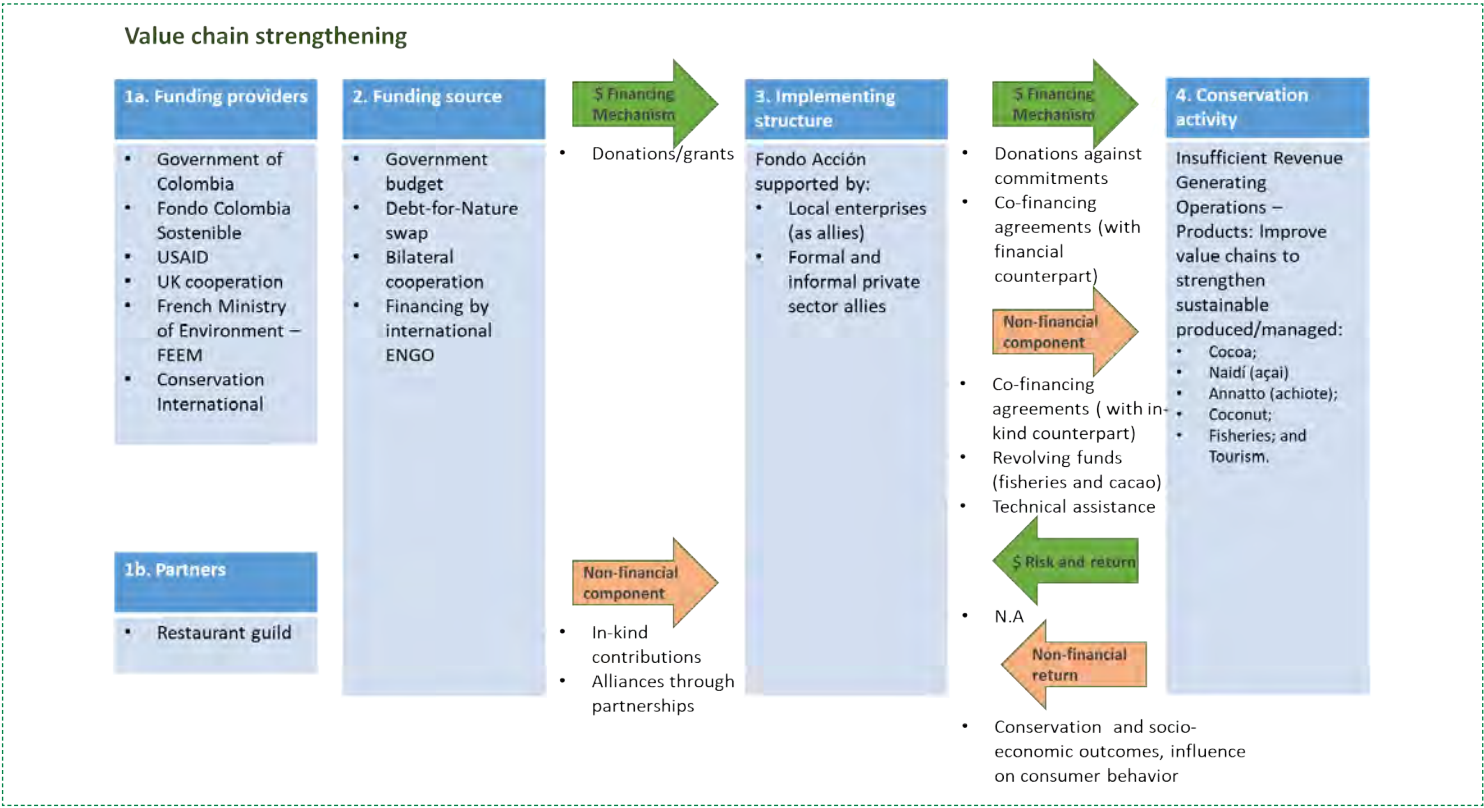 Value chain strengthening
1a. Funding providers
• Government of
Colombia
• Fondo Colombia
Sostenible
• USAID
• UK cooperation
• French Ministry
of Environment –
FEEM
• Conservation
International
1b. Partners
• Restaurant guild
2. Funding source
• Government
budget
• Debt-for-Nature
swap
• Bilateral
cooperation
• Financing by
international
ENGO
$ Financing
Mechanism
• Donations/grants
Non-financial
component
• In-kind
contributions
• Alliances through
partnerships
3. Implementing
structure
Fondo Acción
supported by:
• Local enterprises
(as allies)
• Formal and
informal private
sector allies
$ Financing
Mechanism
• Donations against
commitments
• Co-financing
agreements (with
financial
counterpart)
Non-financial
component
• Co-financing
agreements ( with in-
kind counterpart)
• Revolving funds
(fisheries and cacao)
• Technical assistance
$ Risk and return
• N.A
Non-financial
return
• Conservation and socio-
economic outcomes, influence
on consumer behavior
4. Conservation
activity
Insufficient Revenue
Generating
Operations –
Products: Improve
value chains to
strengthen
sustainable
produced/managed:
• Cocoa;
• Naidí (açai)
• Annatto (achiote);
• Coconut;
• Fisheries; and
Tourism.